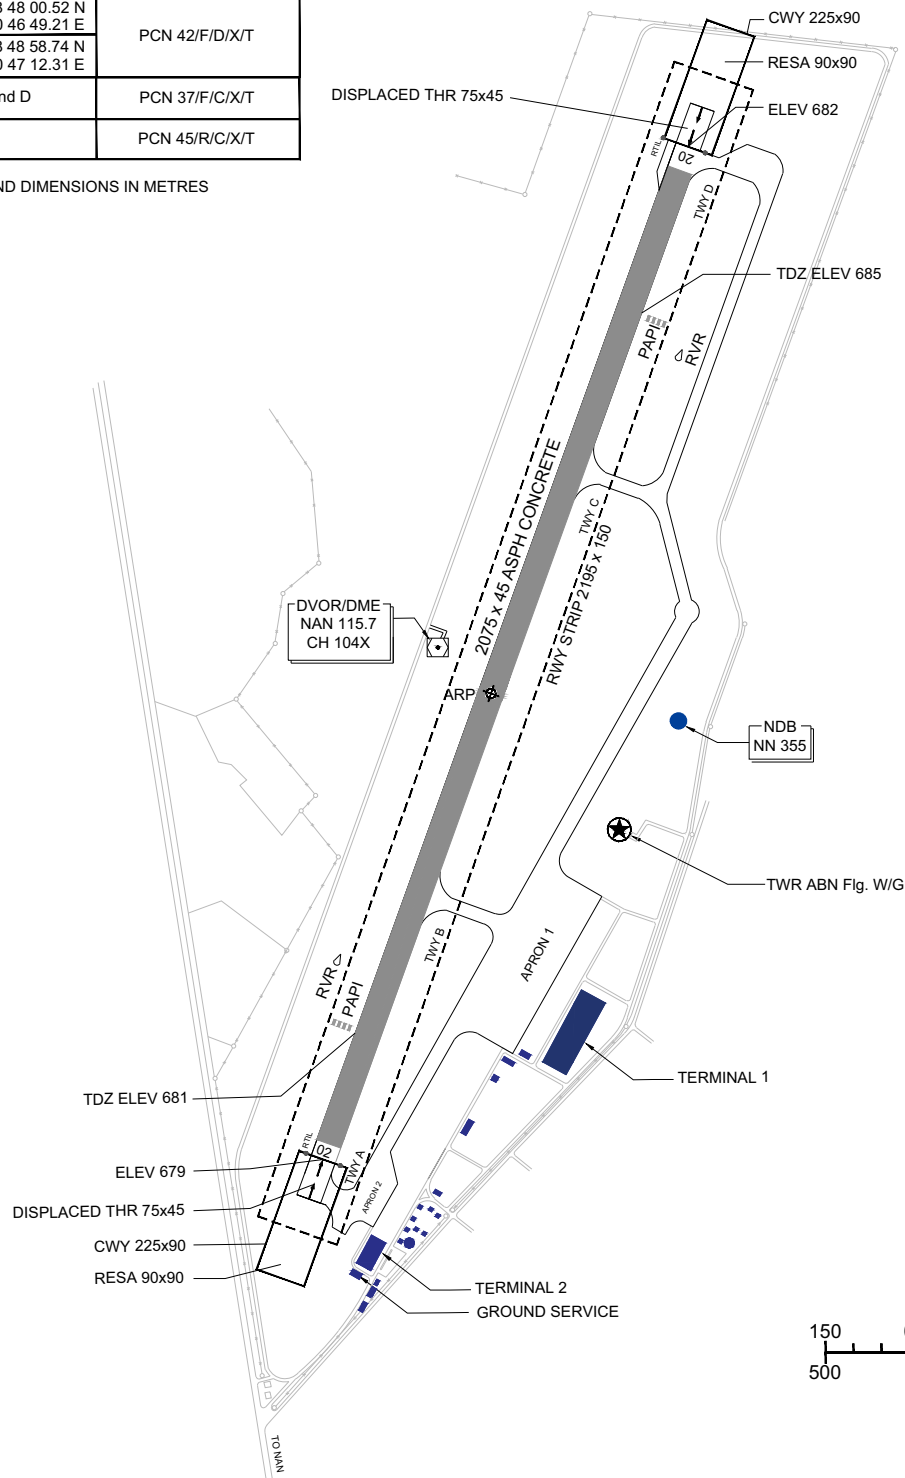 48 00.52 N
46 49.21 E
PCN 42/F/D/X/T
48 58.74 N
47 12.31 E
nd D
PCN 37/F/C/X/T
PCN 45/R/C/X/T
ND DIMENSIONS IN METRES
CWY 225x90
RESA 90x90
DISPLACED THR 75x45
ELEV 682
RTIL
20
TWY D
TDZ ELEV 685
PAPI
RVR
2075 x 45 ASPH CONCRETE
TWY C
RWY STRIP 2195 x 150
DVOR/DME
NAN 115.7
CH 104X
ARP
NDB
NN 355
TWR ABN Flg. W/G
TWY B
APRON 1
RVR
PAPI
TERMINAL 1
TDZ ELEV 681
RTIL
02
TWY A
ELEV 679
APRON 2
DISPLACED THR 75x45
CWY 225x90
RESA 90x90
TERMINAL 2
GROUND SERVICE
150
500
TO NAN